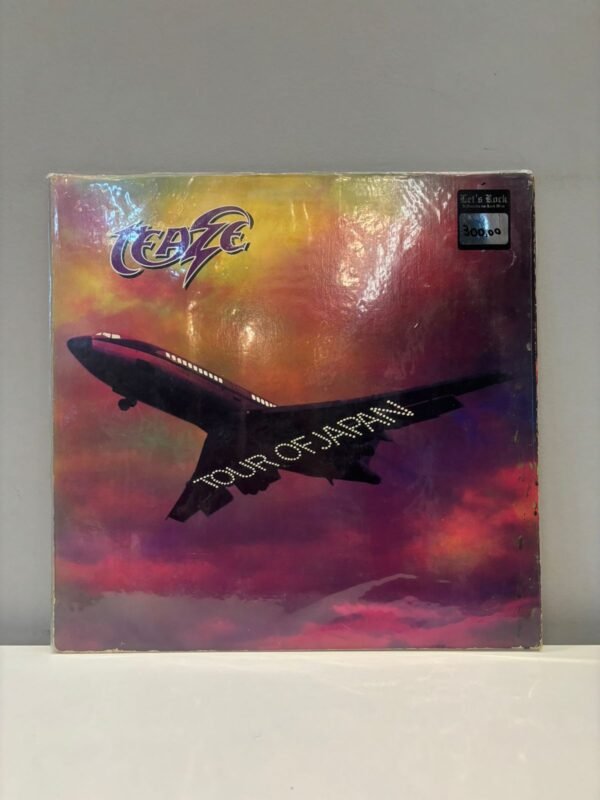 TEAZE
Let's Rock
300,00
TOUR OF JAPAN